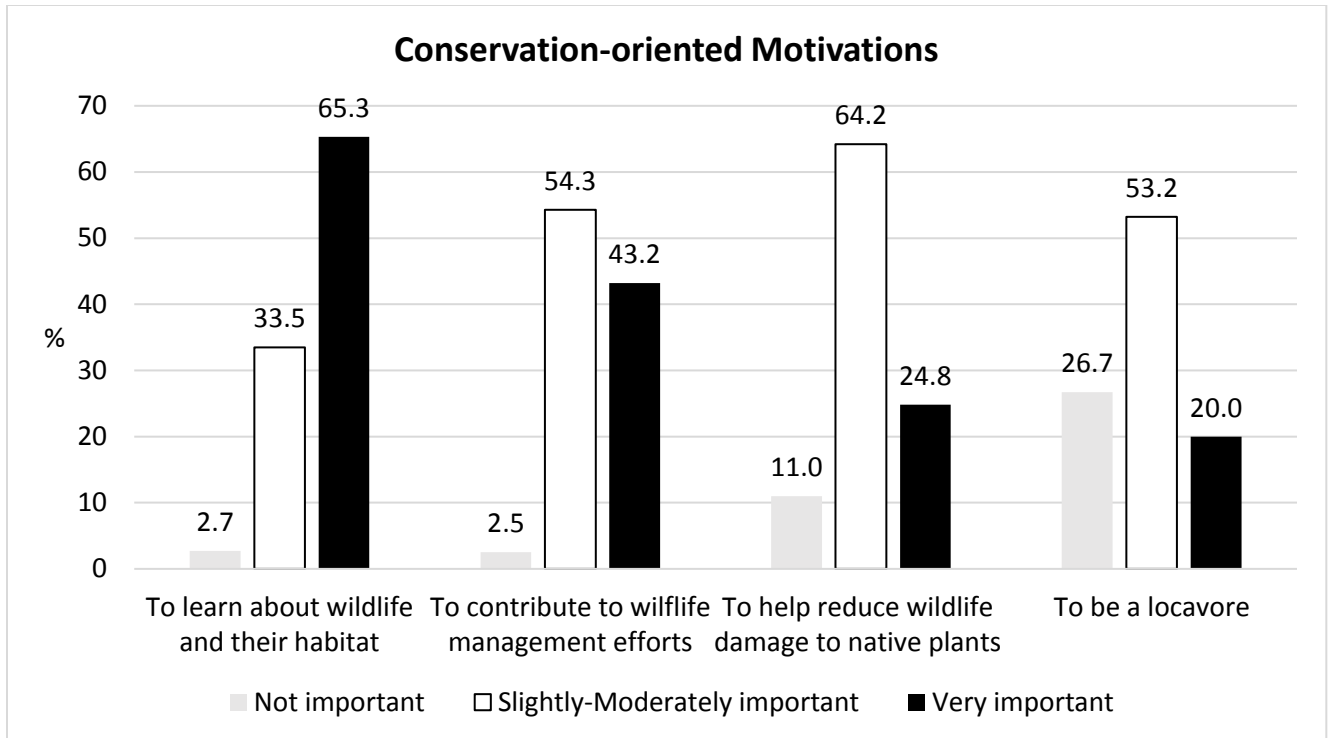 Conservation-oriented Motivations
70
60
50
40
30
20
10
0
%
2.7
33.5
65.3
2.5
54.3
43.2
11.0
64.2
24.8
26.7
53.2
20.0
To learn about wildlife
and their habitat
To contribute to wilflife
management efforts
To help reduce wildlife
damage to native plants
To be a locavore
Not important
Slightly-Moderately important
Very important